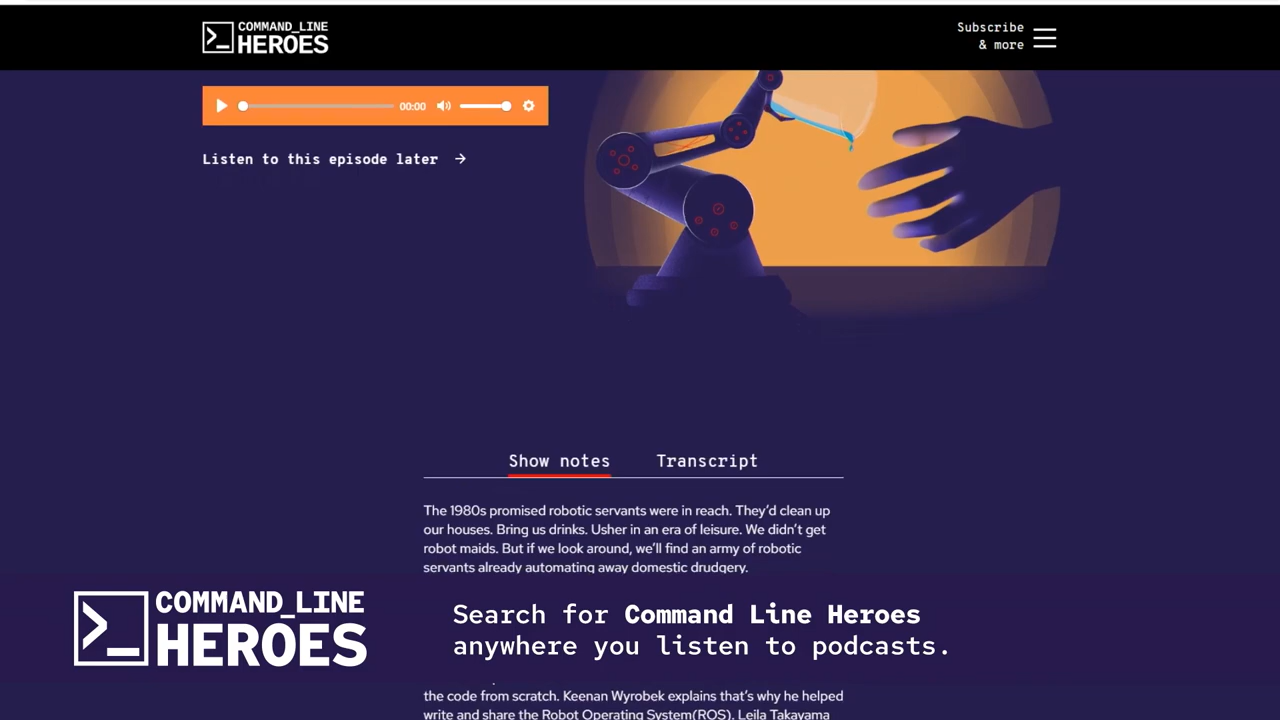 COMMAND_LINE
HEROES
Subscribe
& more
00:00
Listen to this episode later
Show notes
Transcript
The 1980s promised robotic servants were in reach. They’d clean up
our houses. Bring us drinks. Usher in an era of leisure. We didn’t get
robot maids. But if we look around, we’ll find an army of robotic
servants already automating away domestic drudgery.
COMMAND_LINE
HEROES
Search for Command Line Heroes
anywhere you listen to podcasts.
the code from scratch. Keenan Wyrobek explains that’s why he helped
write and share the Robot Operating System(ROS). Leila Takayama